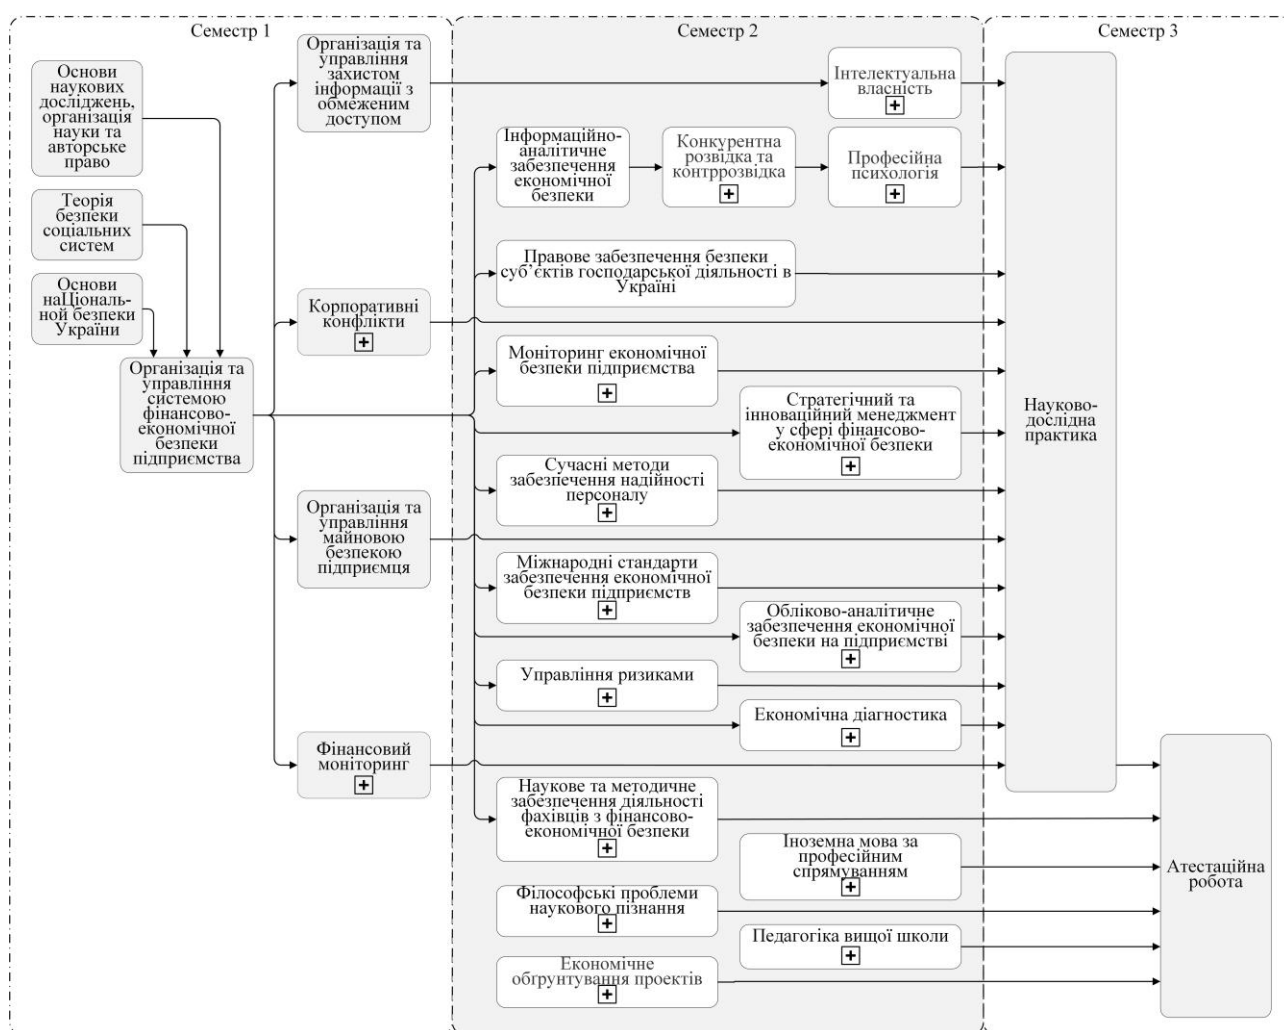 Семестр 1
Семестр 2
Семестр 3
Основи
наукових
досліджень,
організація
науки та
авторське
право
Теорія
безпеки
соціальних
систем
Основи
наЦіональ-
ной безпеки
України
Організація та
управління
системою
фінансово-
економічної
безпеки
підприємства
Організація та
управління
захистом
інформації з
обмеженим
доступом
Корпоративні
конфлікти
Організація та
управління
майновою
безпекою
підприємця
Фінансовий
моніторинг
Інтелектуальна
власність
Інформаційно-
аналітичне
забезпечення
економічної
безпеки
Конкурентна
розвідка та
контррозвідка
Професійна
психологія
Правове забезпечення безпеки
суб’єктів господарської діяльності в
Україні
Моніторинг економічної
безпеки підприємства
Стратегічний та
інноваційний менеджмент
у сфері фінансово-
економічної безпеки
Сучасні методи
забезпечення надійності
персоналу
Міжнародні стандарти
забезпечення економічної
безпеки підприємств
Обліково-аналітичне
забезпечення економічної
безпеки на підприємстві
Управління ризиками
Економічна діагностика
Наукове та методичне
забезпечення діяльності
фахівців з фінансово-
економічної безпеки
Іноземна мова за
професійним
спрямуванням
Філософські проблеми
наукового пізнання
Педагогіка вищої школи
Економічне
обґрунтування проектів
Науково-
дослідна
практика
Атестаційна
робота